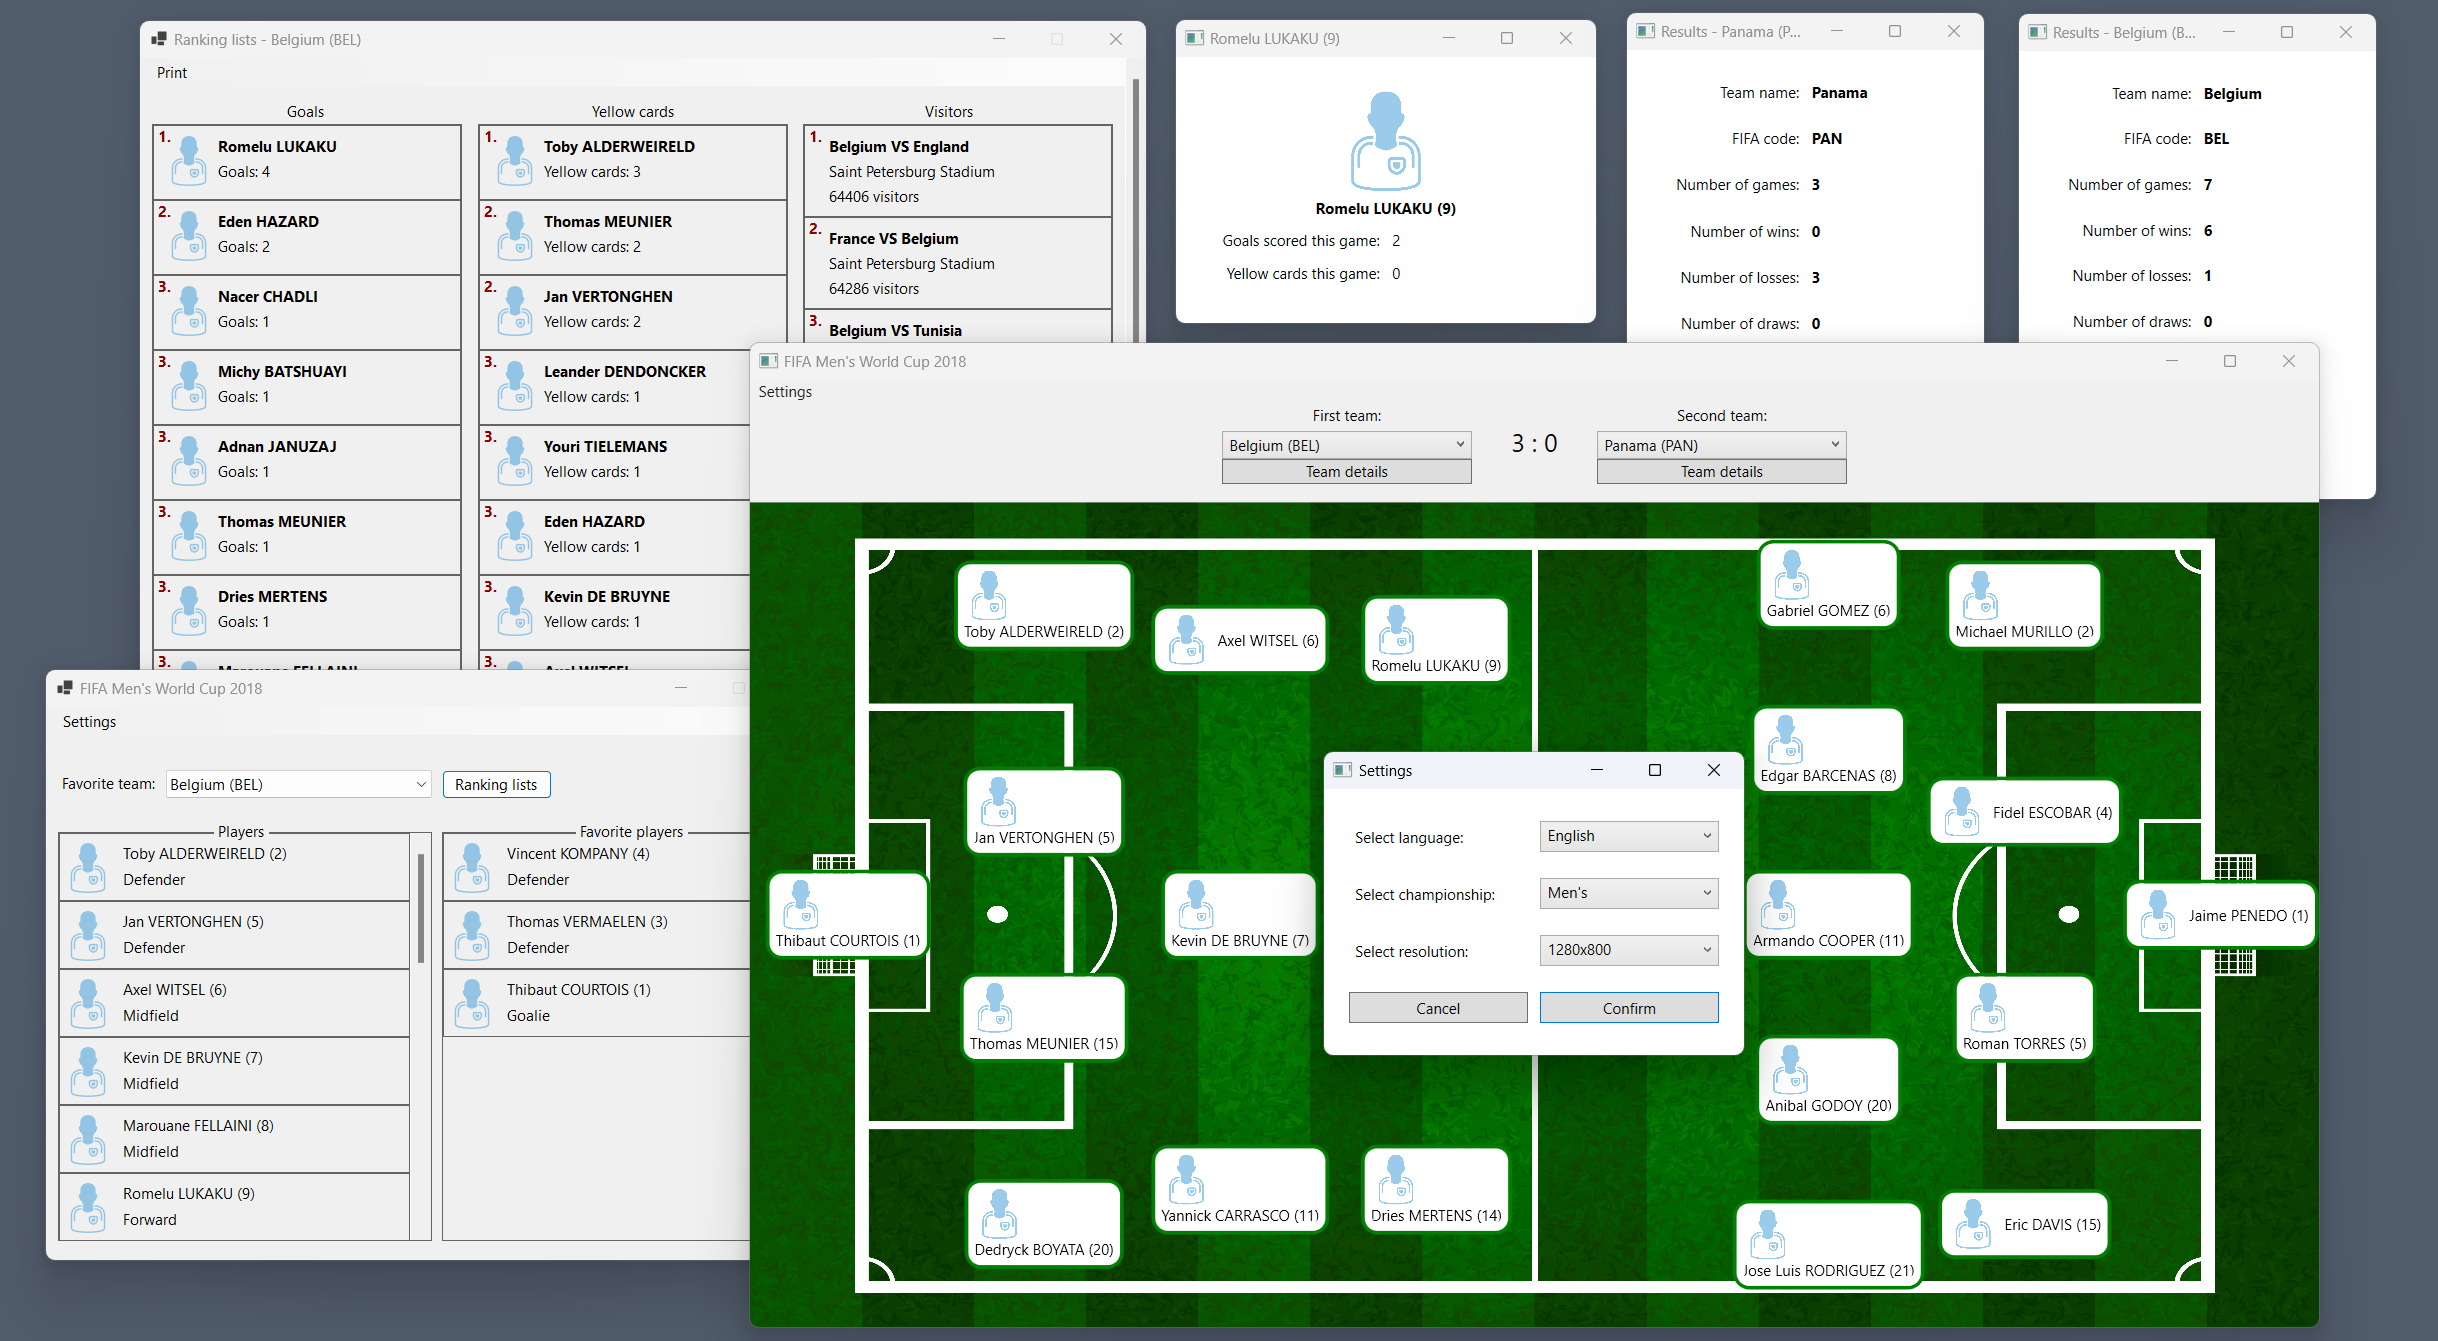 Ranking lists - Belgium (BEL)
Print
Goals
1.
Romelu LUKAKU
Goals: 4
2.
Eden HAZARD
Goals: 2
3.
Nacer CHADLI
Goals: 1
3.
Michy BATSHUAYI
Goals: 1
3.
Adnan JANUZAJ
Goals: 1
3.
Thomas MEUNIER
Goals: 1
3.
Dries MERTENS
Goals: 1
3.
Marouane FELLAINI
Yellow cards
1.
Toby ALDERWEIRELD
Yellow cards: 3
2.
Thomas MEUNIER
Yellow cards: 2
2.
Jan VERTONGHEN
Yellow cards: 2
3.
Leander DENDONCKER
Yellow cards: 1
3.
Youri TIELEMANS
Yellow cards: 1
3.
Eden HAZARD
Yellow cards: 1
3.
Kevin DE BRUYNE
Yellow cards: 1
3.
Axel WITSEL
Visitors
1.
Belgium VS England
Saint Petersburg Stadium
64406 visitors
2.
France VS Belgium
Saint Petersburg Stadium
64286 visitors
3.
Belgium VS Tunisia
Romelu LUKAKU (9)
Romelu LUKAKU (9)
Goals scored this game: 2
Yellow cards this game: 0
Results - Panama (P...
Team name: Panama
FIFA code: PAN
Number of games: 3
Number of wins: 0
Number of losses: 3
Number of draws: 0
Results - Belgium (B...
Team name: Belgium
FIFA code: BEL
Number of games: 7
Number of wins: 6
Number of losses: 1
Number of draws: 0
FIFA Men's World Cup 2018
Settings
Favorite team: Belgium (BEL) Ranking lists
Players
Toby ALDERWEIRELD (2)
Defender
Jan VERTONGHEN (5)
Defender
Axel WITSEL (6)
Midfield
Kevin DE BRUYNE (7)
Midfield
Marouane FELLAINI (8)
Midfield
Romelu LUKAKU (9)
Forward
Favorite players
Vincent KOMPANY (4)
Defender
Thomas VERMAELEN (3)
Defender
Thibaut COURTOIS (1)
Goalie
FIFA Men's World Cup 2018
Settings
First team:
Belgium (BEL)
Team details
3 : 0
Second team:
Panama (PAN)
Team details
Thibaut COURTOIS (1)
Toby ALDERWEIRELD (2)
Jan VERTONGHEN (5)
Thomas MEUNIER (15)
Dedryck BOYATA (20)
Axel WITSEL (6)
Kevin DE BRUYNE (7)
Yannick CARRASCO (11)
Romelu LUKAKU (9)
Dries MERTENS (14)
Gabriel GOMEZ (6)
Edgar BARCENAS (8)
Armando COOPER (11)
Anibal GODOY (20)
Jose Luis RODRIGUEZ (21)
Michael MURILLO (2)
Fidel ESCOBAR (4)
Roman TORRES (5)
Eric DAVIS (15)
Jaime PENEDO (1)
Settings
Select language: English
Select championship: Men's
Select resolution: 1280x800
Cancel Confirm